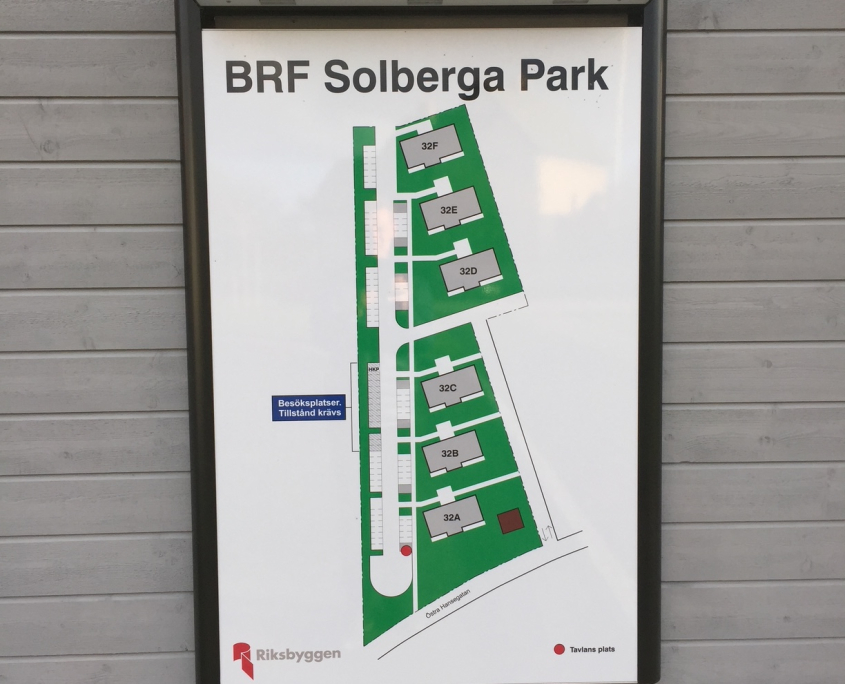 BRF Solberga Park
32F
32E
32D
HKP
Besöksplatser.
Tillstånd krävs
32C
32B
32A
Östra Hansegatan
Riksbyggen
Tavlans plats